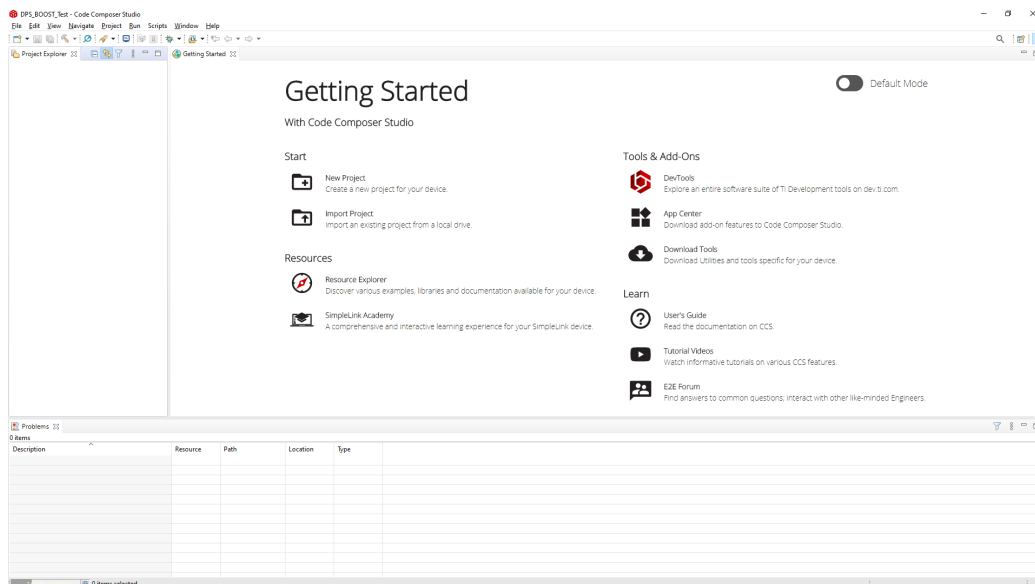 DPS_BOOST_Test - Code Composer Studio
File Edit View Navigate Project Run Scripts Window Help
Project Explorer
Getting Started
Getting Started
Default Mode
With Code Composer Studio
Start
New Project
Create a new project for your device.
Import Project
Import an existing project from a local drive.
Resources
Resource Explorer
Discover various examples, libraries and documentation available for your device.
SimpleLink Academy
A comprehensive and interactive learning experience for your SimpleLink device.
Tools & Add-Ons
DevTools
Explore an entire software suite of TI Development tools on dev.ti.com.
App Center
Download add-on features to Code Composer Studio.
Download Tools
Download Utilities and tools specific for your device.
Learn
User's Guide
Read the documentation on CCS.
Tutorial Videos
Watch informative tutorials on various CCS features.
E2E Forum
Find answers to common questions, interact with other like-minded Engineers.
Problems
0 items
Description Resource Path Location Type
0 items selected